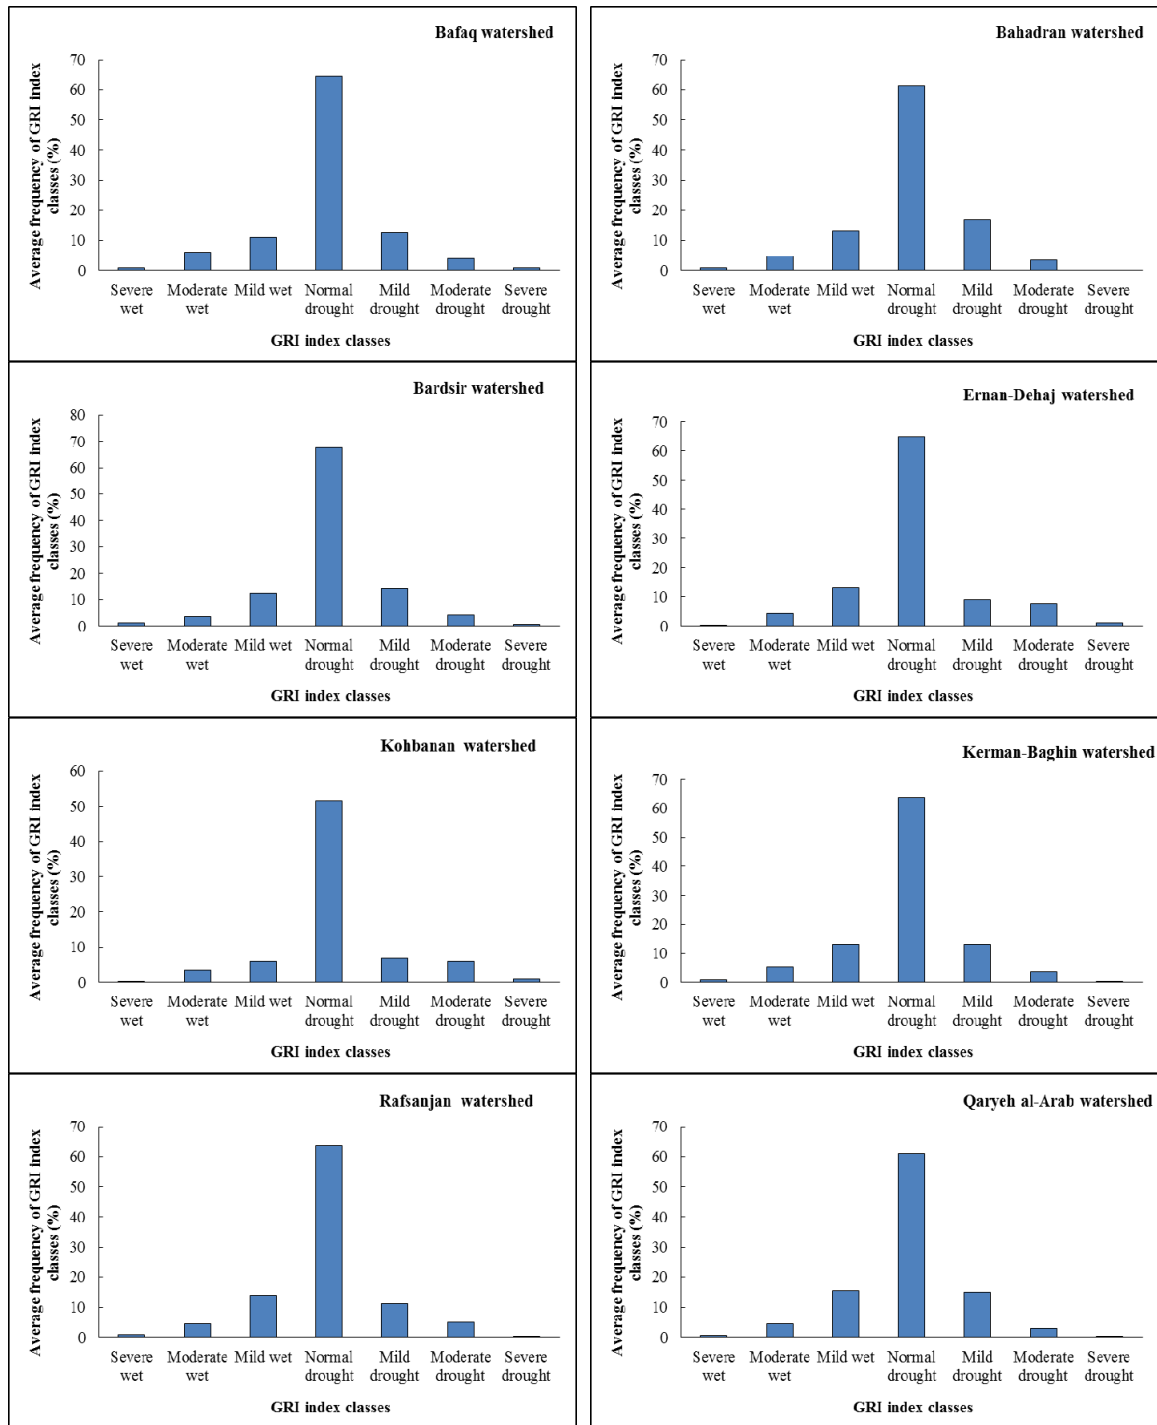 Bafaq watershed
Average frequency of GRI index
classes (%)
70
60
50
40
30
20
10
0
Severe Moderate Mild wet Normal Mild Moderate Severe
wet wet drought drought drought drought
GRI index classes
Bahadran watershed
Average frequency of GRI index
classes (%)
70
60
50
40
30
20
10
0
Severe Moderate Mild wet Normal Mild Moderate Severe
wet wet drought drought drought drought
GRI index classes
Bardsir watershed
Average frequency of GRI index
classes (%)
80
70
60
50
40
30
20
10
0
Severe Moderate Mild wet Normal Mild Moderate Severe
wet wet drought drought drought drought
GRI index classes
Ernan-Dehaj watershed
Average frequency of GRI index
classes (%)
70
60
50
40
30
20
10
0
Severe Moderate Mild wet Normal Mild Moderate Severe
wet wet drought drought drought drought
GRI index classes
Kohbanan watershed
Average frequency of GRI index
classes (%)
60
50
40
30
20
10
0
Severe Moderate Mild wet Normal Mild Moderate Severe
wet wet drought drought drought drought
GRI index classes
Kerman-Baghin watershed
Average frequency of GRI index
classes (%)
70
60
50
40
30
20
10
0
Severe Moderate Mild wet Normal Mild Moderate Severe
wet wet drought drought drought drought
GRI index classes
Rafsanjan watershed
Average frequency of GRI index
classes (%)
70
60
50
40
30
20
10
0
Severe Moderate Mild wet Normal Mild Moderate Severe
wet wet drought drought drought drought
GRI index classes
Qaryeh al-Arab watershed
Average frequency of GRI index
classes (%)
70
60
50
40
30
20
10
0
Severe Moderate Mild wet Normal Mild Moderate Severe
wet wet drought drought drought drought
GRI index classes